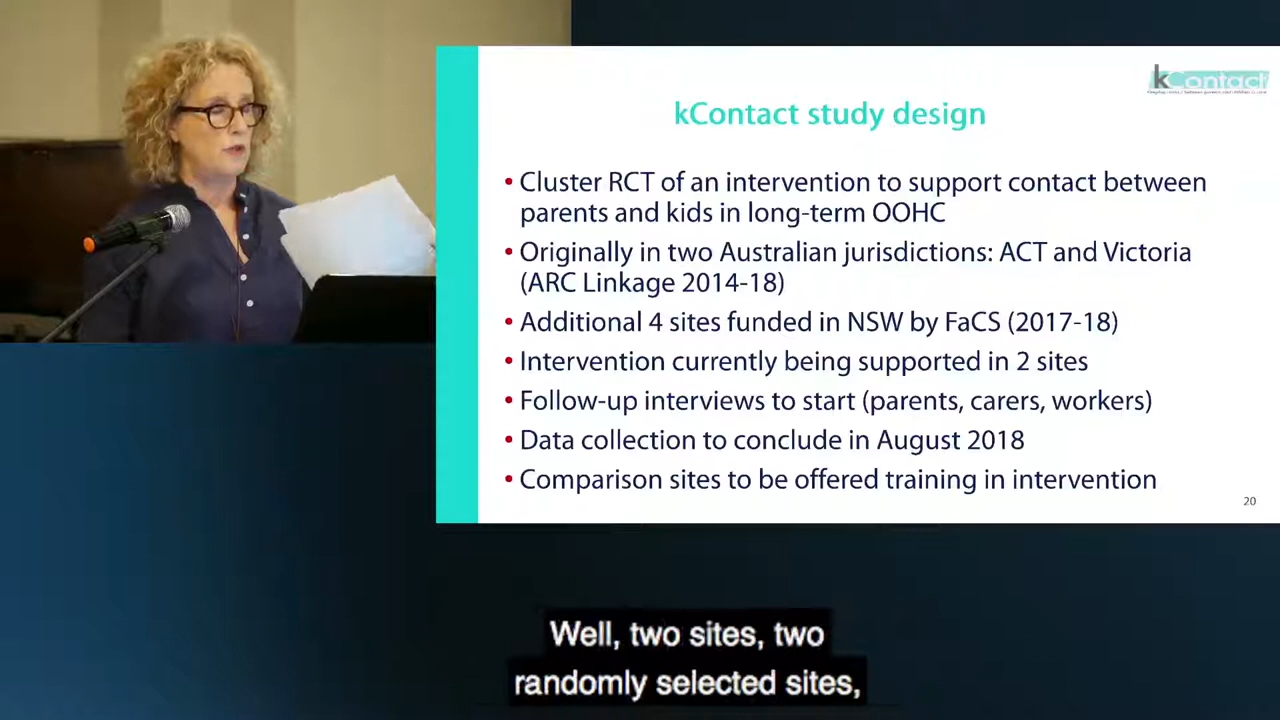 kContact
kContact study design
• Cluster RCT of an intervention to support contact between
parents and kids in long-term OOHC
• Originally in two Australian jurisdictions: ACT and Victoria
(ARC Linkage 2014-18)
• Additional 4 sites funded in NSW by FaCS (2017-18)
• Intervention currently being supported in 2 sites
• Follow-up interviews to start (parents, carers, workers)
• Data collection to conclude in August 2018
• Comparison sites to be offered training in intervention
20
Well, two sites, two
randomly selected sites,